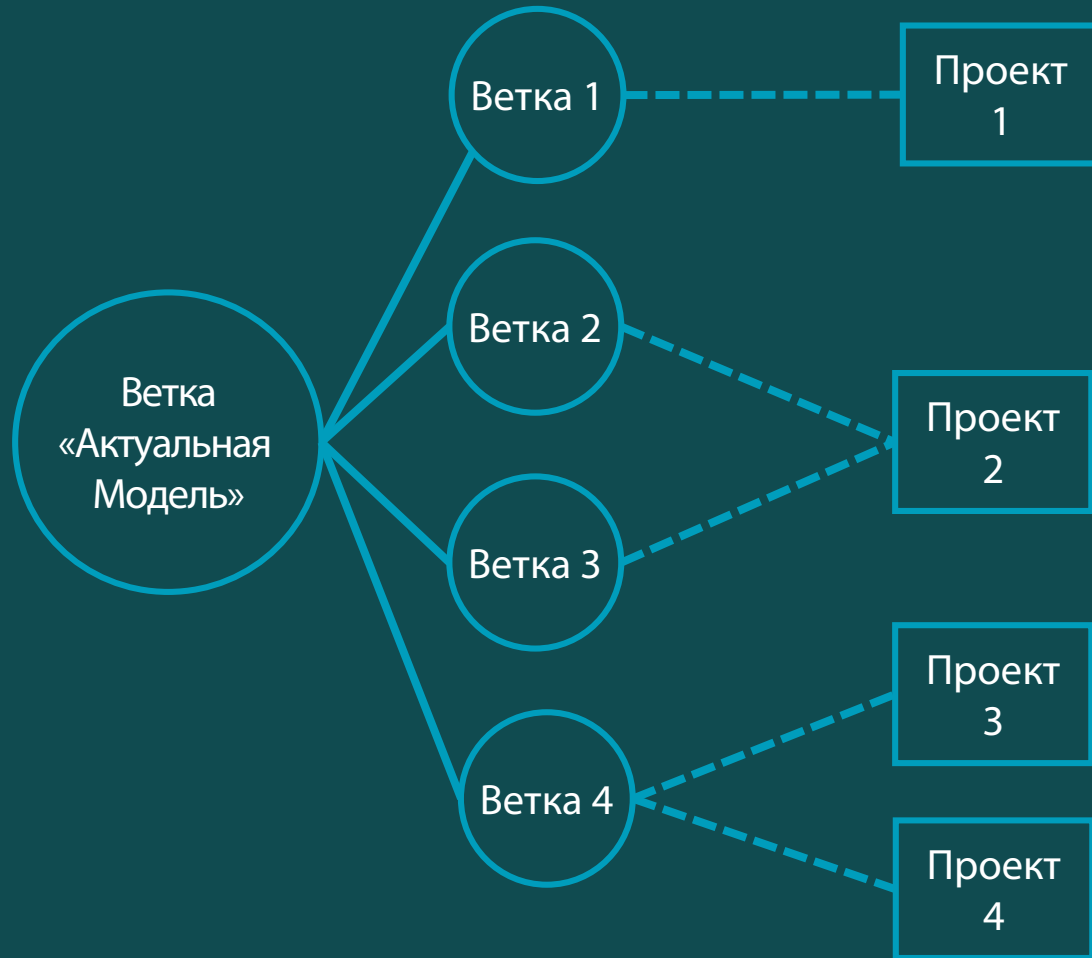 Ветка 1
Проект
1
Ветка 2
Ветка
«Актуальная
Модель»
Проект
2
Ветка 3
Проект
3
Ветка 4
Проект
4